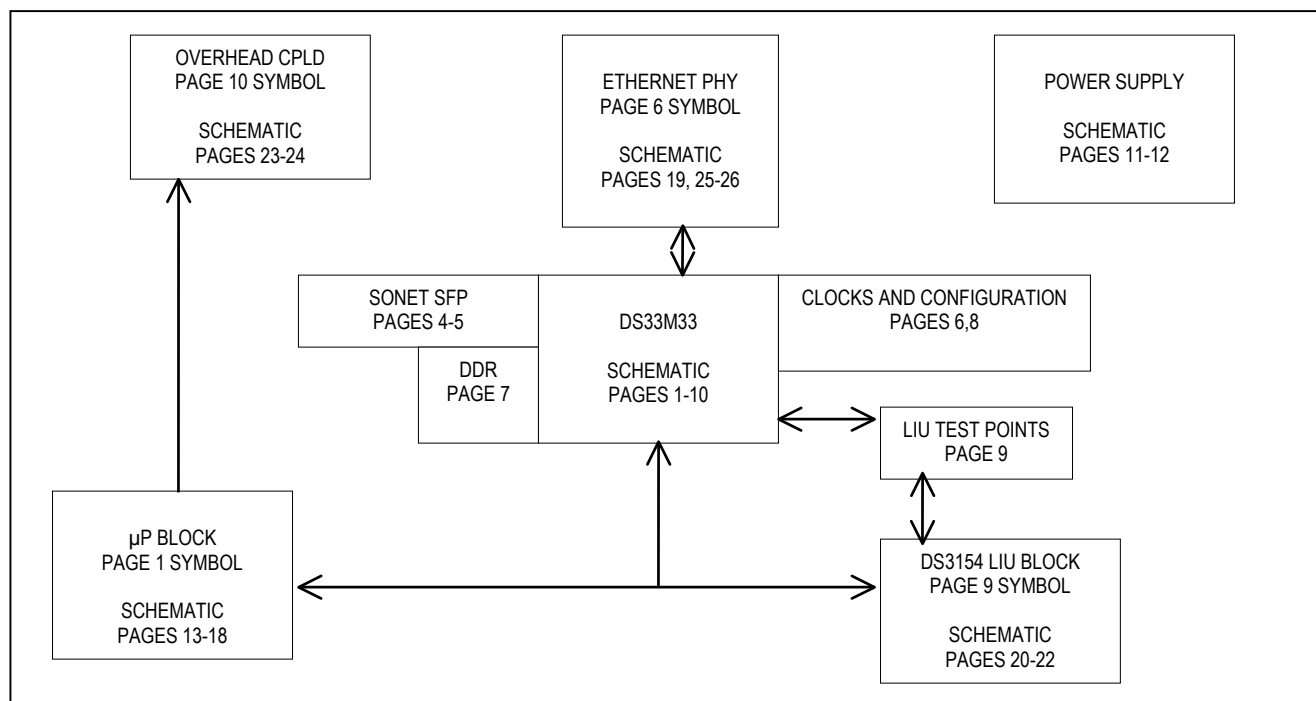 OVERHEAD CPLD
PAGE 10 SYMBOL
SCHEMATIC
PAGES 23-24
ETHERNET PHY
PAGE 6 SYMBOL
SCHEMATIC
PAGES 19, 25-26
POWER SUPPLY
SCHEMATIC
PAGES 11-12
SONET SFP
PAGES 4-5
DDR
PAGE 7
DS33M33
SCHEMATIC
PAGES 1-10
CLOCKS AND CONFIGURATION
PAGES 6,8
LIU TEST POINTS
PAGE 9
µP BLOCK
PAGE 1 SYMBOL
SCHEMATIC
PAGES 13-18
DS3154 LIU BLOCK
PAGE 9 SYMBOL
SCHEMATIC
PAGES 20-22